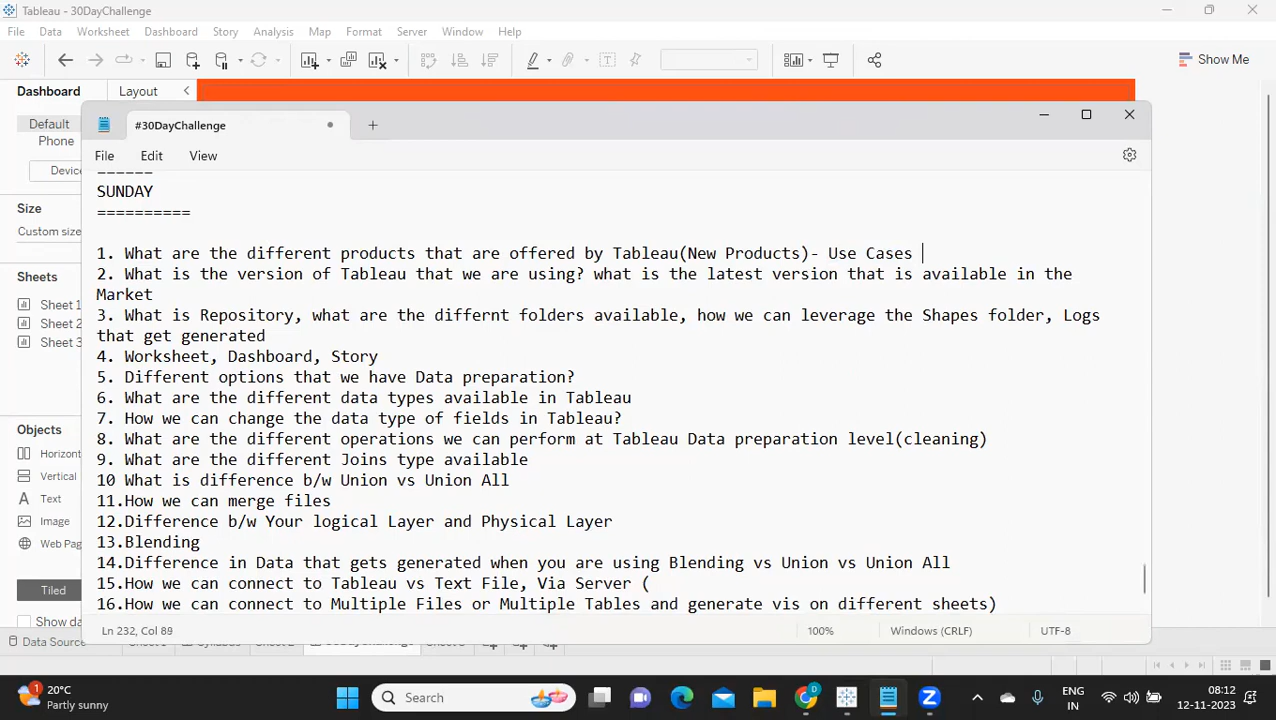 Tableau - 30DayChallenge
File Data Worksheet Dashboard Story Analysis Map Format Server Window Help
Show Me
Dashboard Layout
Default
Phone
Device
Size
Custom size
Sheets
Sheet 1
Sheet 2
Sheet 3
Objects
Horizont
Vertical
Text
Image
Web Pag
Tiled
Show da
#30DayChallenge
File Edit View
======
SUNDAY
==========
1. What are the different products that are offered by Tableau(New Products)- Use Cases
2. What is the version of Tableau that we are using? what is the latest version that is available in the
Market
3. What is Repository, what are the differnt folders available, how we can leverage the Shapes folder, Logs
that get generated
4. Worksheet, Dashboard, Story
5. Different options that we have Data preparation?
6. What are the different data types available in Tableau
7. How we can change the data type of fields in Tableau?
8. What are the different operations we can perform at Tableau Data preparation level(cleaning)
9. What are the different Joins type available
10 What is difference b/w Union vs Union All
11.How we can merge files
12.Difference b/w Your logical Layer and Physical Layer
13.Blending
14.Difference in Data that gets generated when you are using Blending vs Union vs Union All
15.How we can connect to Tableau vs Text File, Via Server (
16.How we can connect to Multiple Files or Multiple Tables and generate vis on different sheets)
Ln 232, Col 89 100% Windows (CRLF) UTF-8
Data Source
20°C
Partly sunny
1
Search
ENG
IN
08:12
12-11-2023